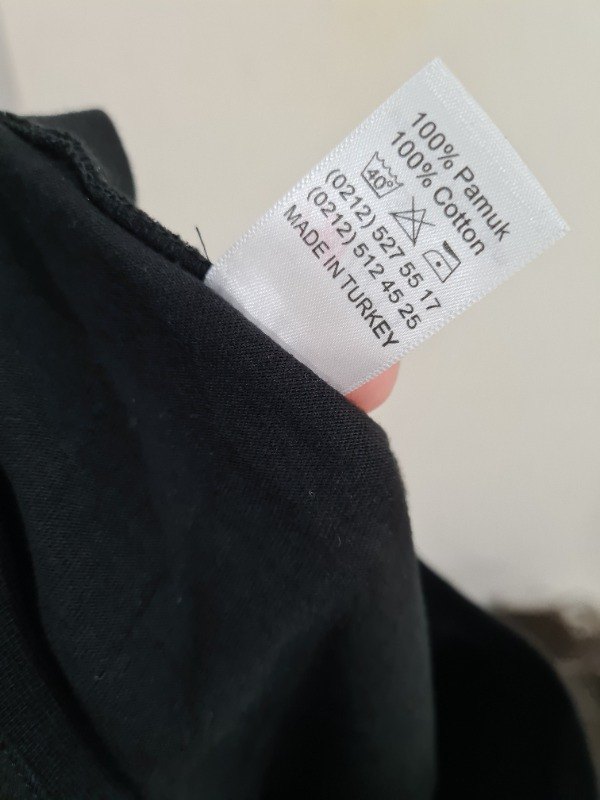 100% Pamuk
100% Cotton
40°
(0212) 527 55 17
(0212) 512 45 25
MADE IN TURKEY